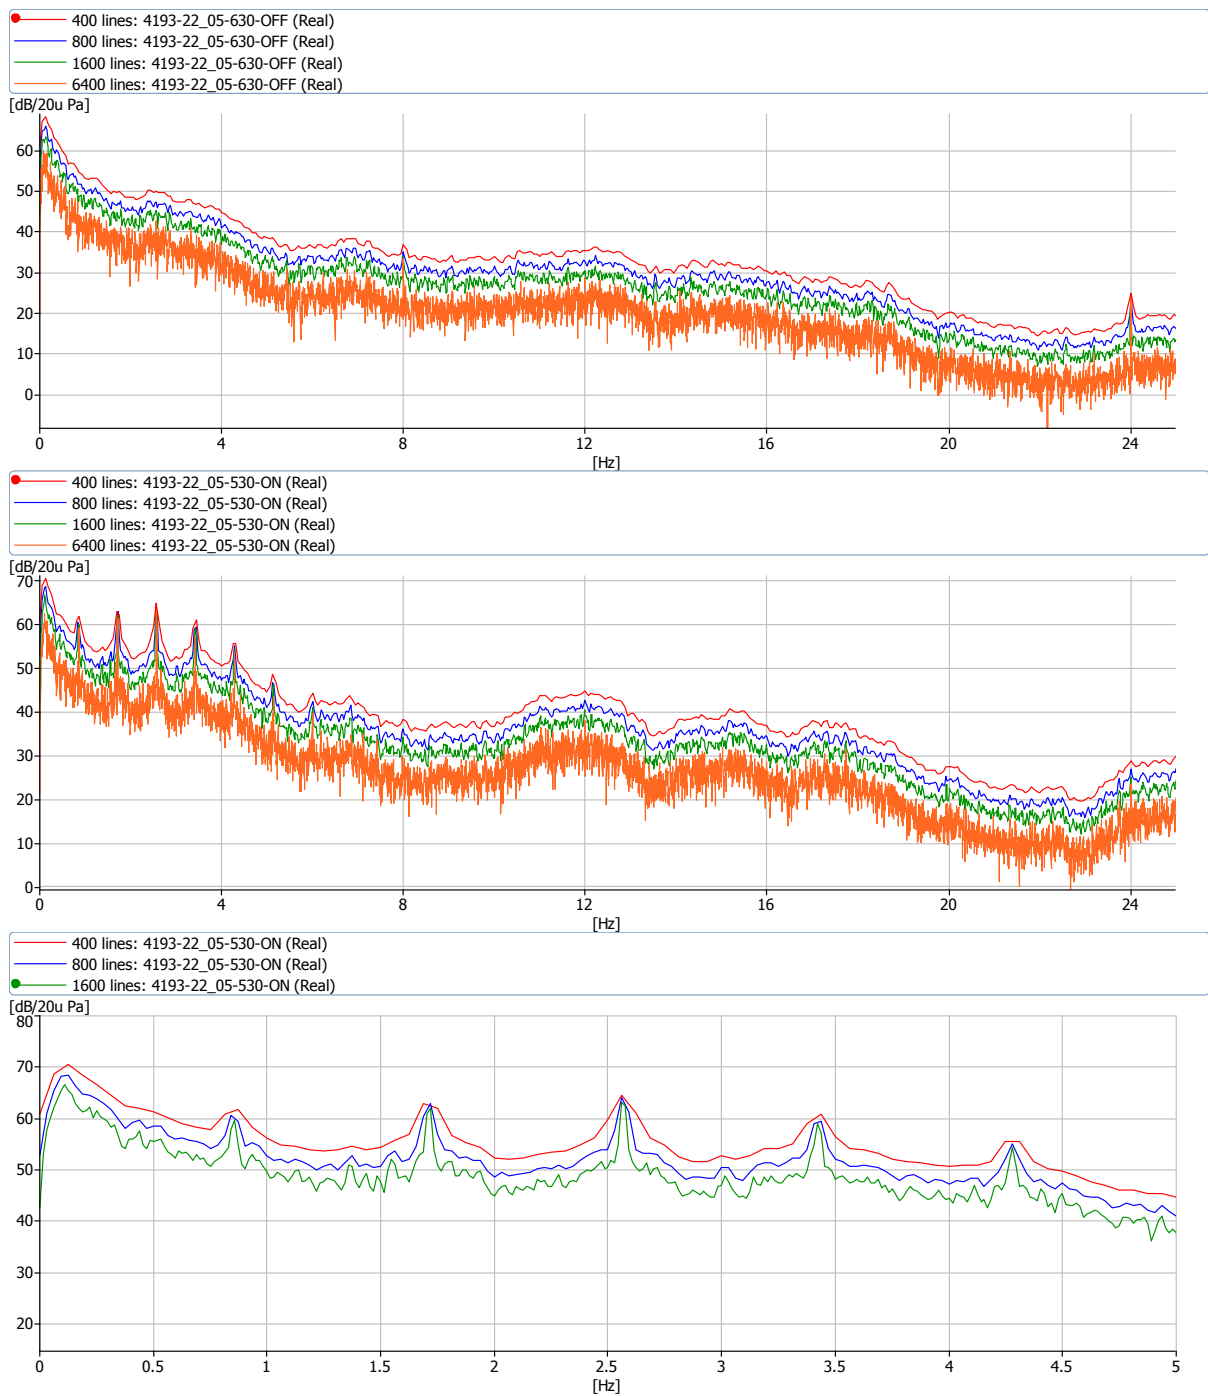 400 lines: 4193-22_05-630-OFF (Real)
800 lines: 4193-22_05-630-OFF (Real)
1600 lines: 4193-22_05-630-OFF (Real)
6400 lines: 4193-22_05-630-OFF (Real)
[dB/20u Pa]
60
50
40
30
20
10
0
0 4 8 12 16 20 24
[Hz]
400 lines: 4193-22_05-530-ON (Real)
800 lines: 4193-22_05-530-ON (Real)
1600 lines: 4193-22_05-530-ON (Real)
6400 lines: 4193-22_05-530-ON (Real)
[dB/20u Pa]
70
60
50
40
30
20
10
0
0 4 8 12 16 20 24
[Hz]
400 lines: 4193-22_05-530-ON (Real)
800 lines: 4193-22_05-530-ON (Real)
1600 lines: 4193-22_05-530-ON (Real)
[dB/20u Pa]
80
70
60
50
40
30
20
0 0.5 1 1.5 2 2.5 3 3.5 4 4.5 5
[Hz]